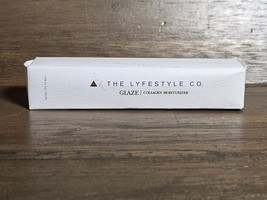 THE LYFESTYLE CO.
GLAZE | COLLAGEN MOISTURIZER